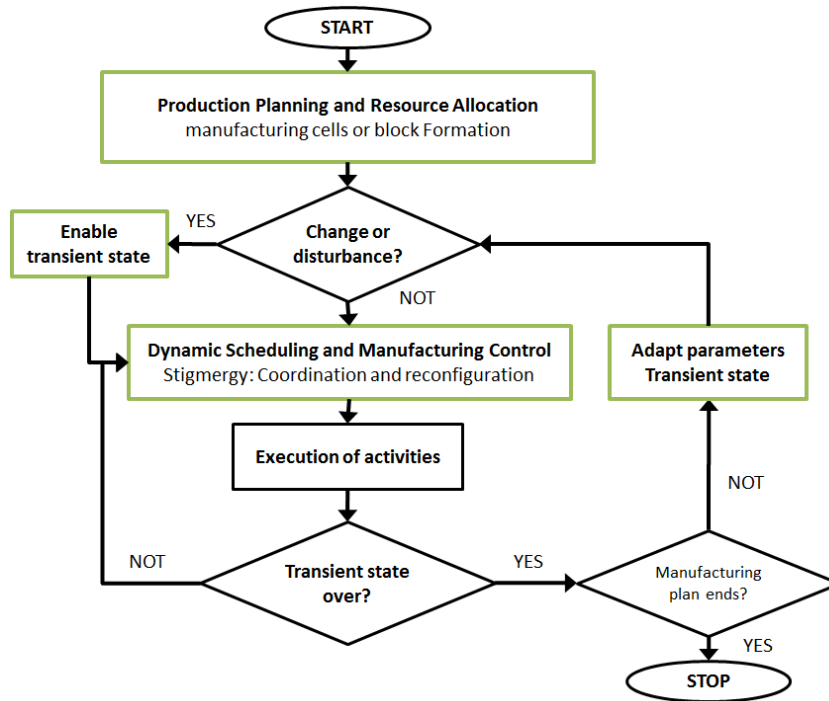 START
Production Planning and Resource Allocation
manufacturing cells or block Formation
YES
Enable
transient state
Change or
disturbance?
NOT
Dynamic Scheduling and Manufacturing Control
Stigmergy: Coordination and reconfiguration
Adapt parameters
Transient state
Execution of activities
NOT
NOT
Transient state
over?
YES
Manufacturing
plan ends?
YES
STOP